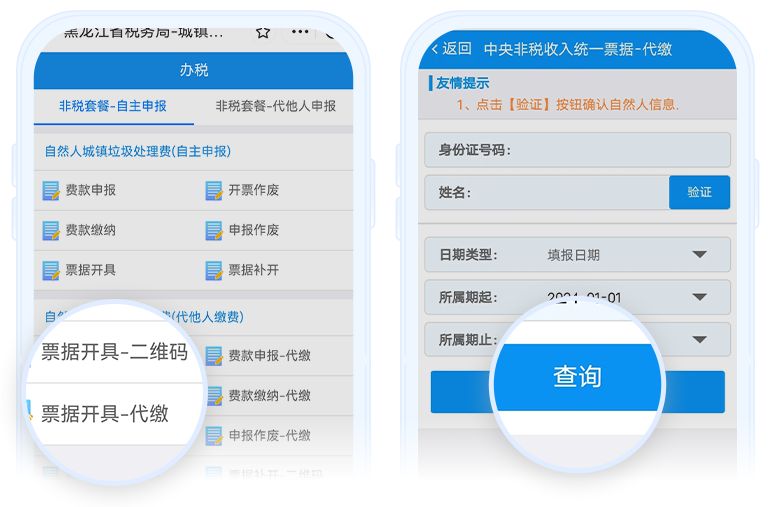 黑龙江省税务局-城镇...
办税
非税套餐-自主申报
非税套餐-代他人申报
自然人城镇垃圾处理费(自主申报)
费款申报
开票作废
费款缴纳
申报作废
票据开具
票据补开
费(代他人缴费)
票据开具-二维码
费款申报-代缴
费款缴纳-代缴
票据开具-代缴
申报作废-代缴
票据补开-二维码
返回
中央非税收入统一票据-代缴
友情提示
1、点击【验证】按钮确认自然人信息.
身份证号码：
姓名：
验证
日期类型：
填报日期
所属期起：
2024-01-01
所属期止：
查询